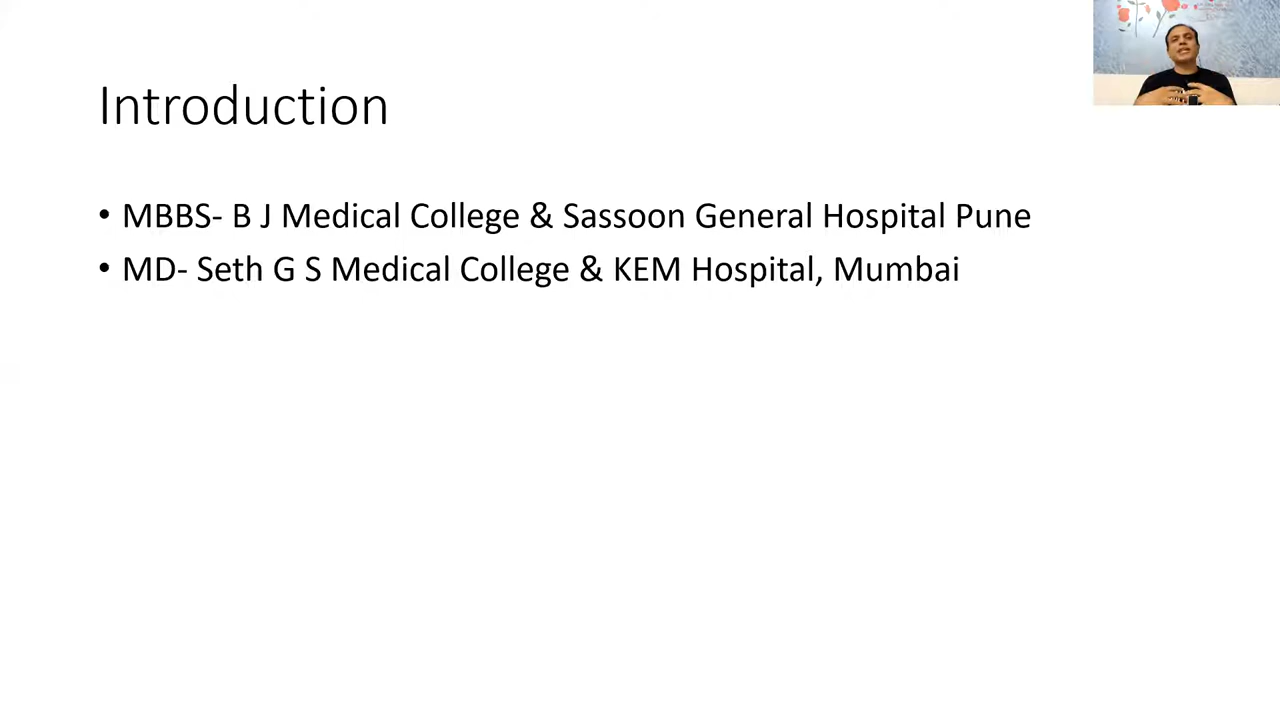 Introduction
• MBBS- B J Medical College & Sassoon General Hospital Pune
• MD- Seth G S Medical College & KEM Hospital, Mumbai